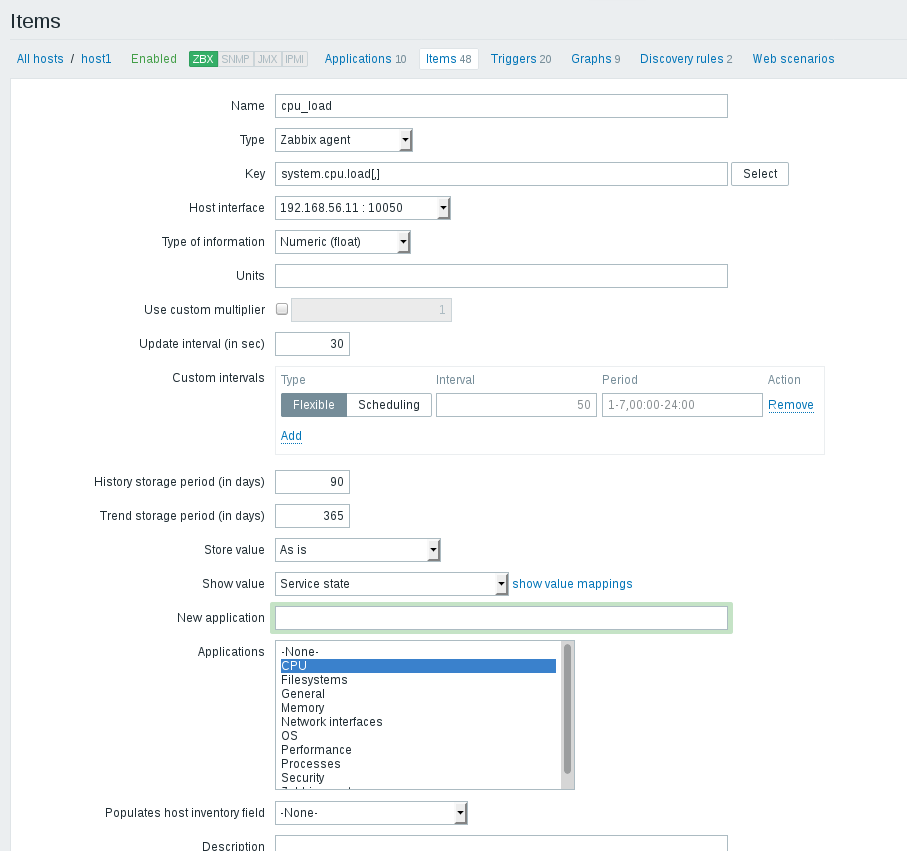 Items
All hosts / host1 Enabled ZBX SNMP JMX IPMI Applications 10 Items 48 Triggers 20 Graphs 9 Discovery rules 2 Web scenarios
Name cpu_load
Type Zabbix agent
Key system.cpu.load[,] Select
Host interface 192.168.56.11 : 10050
Type of information Numeric (float)
Units
Use custom multiplier 1
Update interval (in sec) 30
Custom intervals Type Interval Period Action
Flexible Scheduling 50 1-7,00:00-24:00 Remove
Add
History storage period (in days) 90
Trend storage period (in days) 365
Store value As is
Show value Service state show value mappings
New application
Applications -None-
CPU
Filesystems
General
Memory
Network interfaces
OS
Performance
Processes
Security
Populates host inventory field -None-
Description